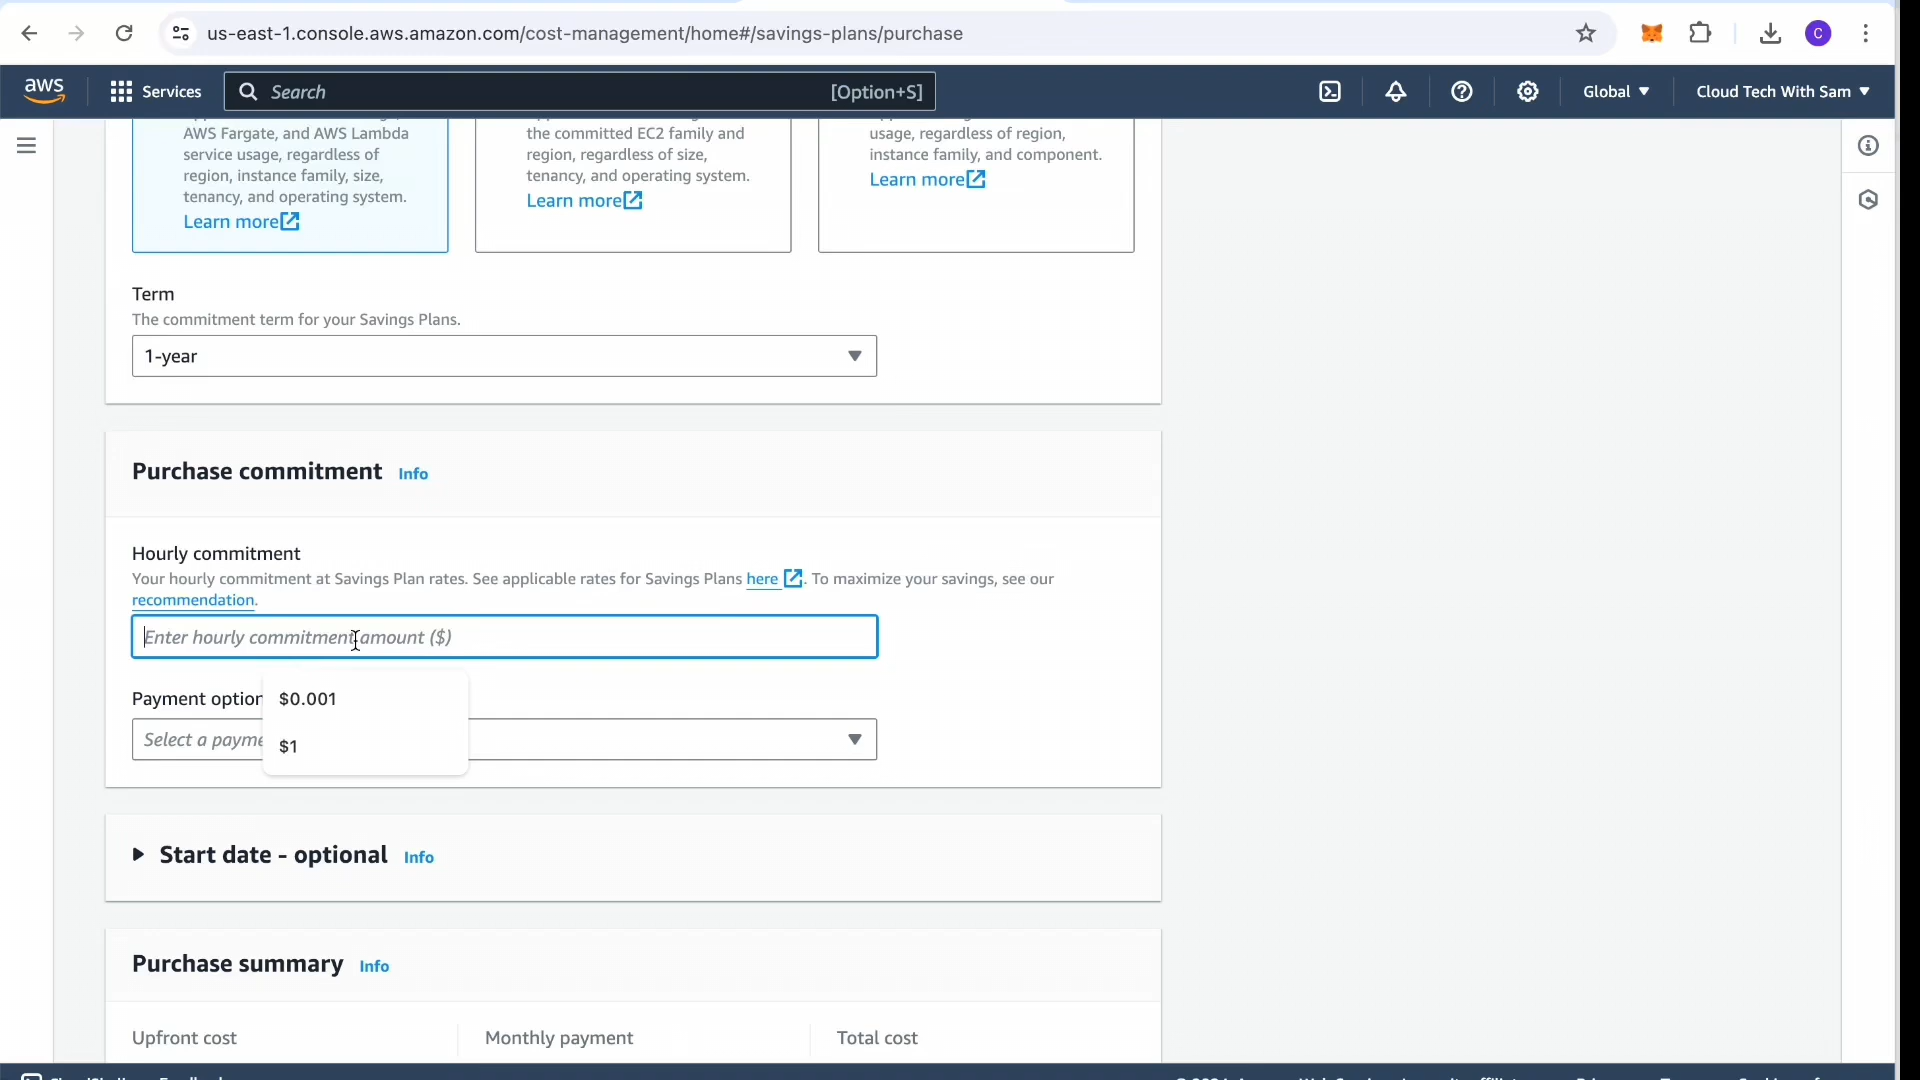 us-east-1.console.aws.amazon.com/cost-management/home#/savings-plans/purchase
C
aws
Services
Search
[Option+S]
Global
Cloud Tech With Sam
AWS Fargate, and AWS Lambda
service usage, regardless of
region, instance family, size,
tenancy, and operating system.
Learn more
the committed EC2 family and
region, regardless of size,
tenancy, and operating system.
Learn more
usage, regardless of region,
instance family, and component.
Learn more
Term
The commitment term for your Savings Plans.
1-year
Purchase commitment Info
Hourly commitment
Your hourly commitment at Savings Plan rates. See applicable rates for Savings Plans here. To maximize your savings, see our
recommendation.
Enter hourly commitment amount ($)
Payment option
$0.001
Select a payme
$1
Start date - optional Info
Purchase summary Info
Upfront cost
Monthly payment
Total cost